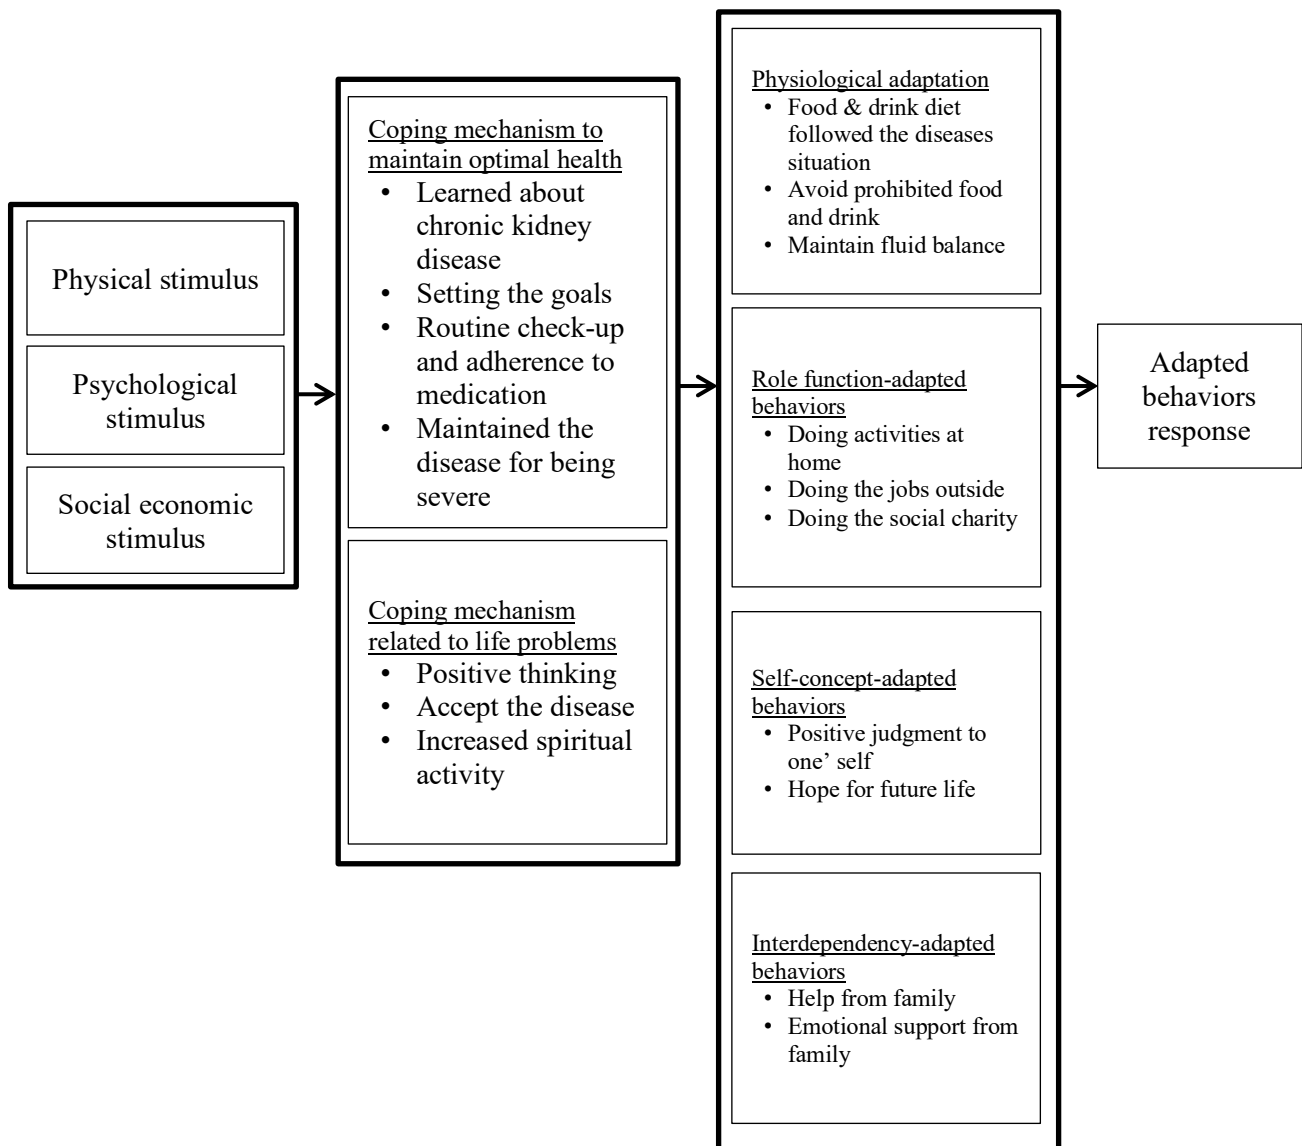 Physical stimulus
Psychological
stimulus
Social economic
stimulus
Coping mechanism to
maintain optimal health
• Learned about
chronic kidney
disease
• Setting the goals
• Routine check-up
and adherence to
medication
• Maintained the
disease for being
severe
Coping mechanism
related to life problems
• Positive thinking
• Accept the disease
• Increased spiritual
activity
Physiological adaptation
• Food & drink diet
followed the diseases
situation
• Avoid prohibited food
and drink
• Maintain fluid balance
Role function-adapted
behaviors
• Doing activities at
home
• Doing the jobs outside
• Doing the social charity
Self-concept-adapted
behaviors
• Positive judgment to
one’ self
• Hope for future life
Interdependency-adapted
behaviors
• Help from family
• Emotional support from
family
Adapted
behaviors
response